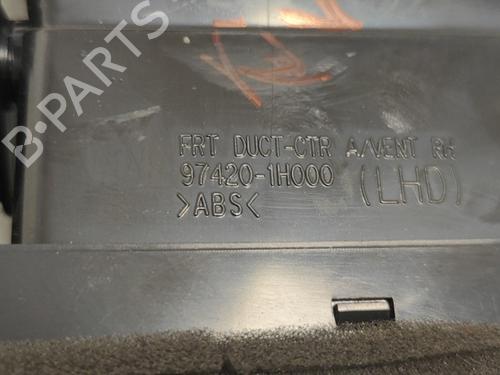 B-PARTS
FRT DUCT-CTR A/VENT RH
97420-1H000 (LHD)
>ABS<